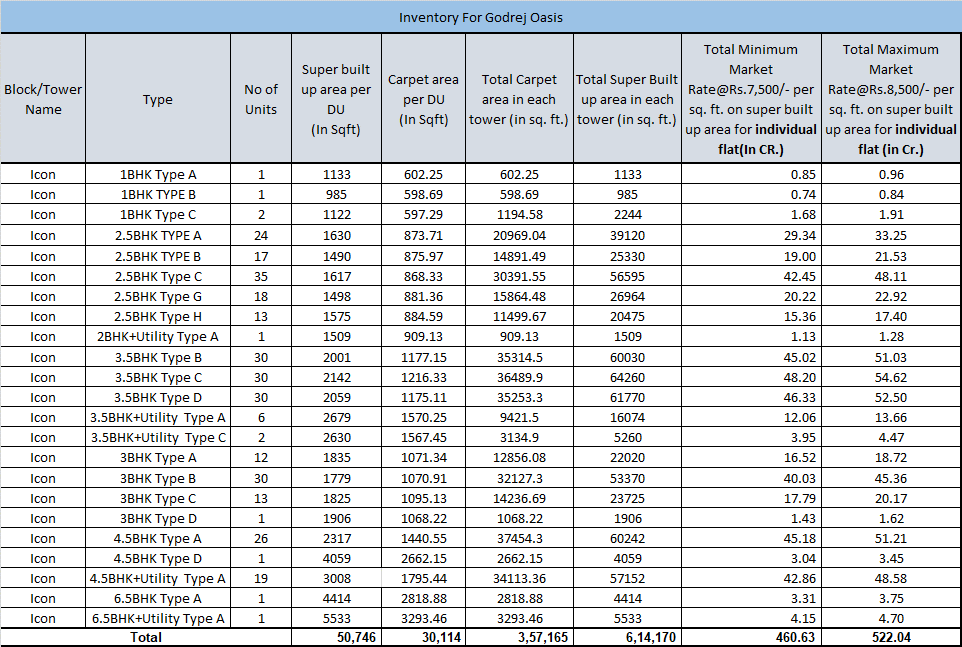 Inventory For Godrej Oasis
Block/Tower Name | Type | No of Units | Super built up area per DU (In Sqft) | Carpet area per DU (In Sqft) | Total Carpet area in each tower (in sq. ft.) | Total Super Built up area in each tower (in sq. ft.) | Total Minimum Market Rate@Rs.7,500/- per sq. ft. on super built up area for individual flat(In CR.) | Total Maximum Market Rate@Rs.8,500/- per sq. ft. on super built up area for individual flat (in Cr.)
Icon | 1BHK Type A | 1 | 1133 | 602.25 | 602.25 | 1133 | 0.85 | 0.96
Icon | 1BHK TYPE B | 1 | 985 | 598.69 | 598.69 | 985 | 0.74 | 0.84
Icon | 1BHK Type C | 2 | 1122 | 597.29 | 1194.58 | 2244 | 1.68 | 1.91
Icon | 2.5BHK TYPE A | 24 | 1630 | 873.71 | 20969.04 | 39120 | 29.34 | 33.25
Icon | 2.5BHK TYPE B | 17 | 1490 | 875.97 | 14891.49 | 25330 | 19.00 | 21.53
Icon | 2.5BHK Type C | 35 | 1617 | 868.33 | 30391.55 | 56595 | 42.45 | 48.11
Icon | 2.5BHK Type G | 18 | 1498 | 881.36 | 15864.48 | 26964 | 20.22 | 22.92
Icon | 2.5BHK Type H | 13 | 1575 | 884.59 | 11499.67 | 20475 | 15.36 | 17.40
Icon | 2BHK+Utility Type A | 1 | 1509 | 909.13 | 909.13 | 1509 | 1.13 | 1.28
Icon | 3.5BHK Type B | 30 | 2001 | 1177.15 | 35314.5 | 60030 | 45.02 | 51.03
Icon | 3.5BHK Type C | 30 | 2142 | 1216.33 | 36489.9 | 64260 | 48.20 | 54.62
Icon | 3.5BHK Type D | 30 | 2059 | 1175.11 | 35253.3 | 61770 | 46.33 | 52.50
Icon | 3.5BHK+Utility Type A | 6 | 2679 | 1570.25 | 9421.5 | 16074 | 12.06 | 13.66
Icon | 3.5BHK+Utility Type C | 2 | 2630 | 1567.45 | 3134.9 | 5260 | 3.95 | 4.47
Icon | 3BHK Type A | 12 | 1835 | 1071.34 | 12856.08 | 22020 | 16.52 | 18.72
Icon | 3BHK Type B | 30 | 1779 | 1070.91 | 32127.3 | 53370 | 40.03 | 45.36
Icon | 3BHK Type C | 13 | 1825 | 1095.13 | 14236.69 | 23725 | 17.79 | 20.17
Icon | 3BHK Type D | 1 | 1906 | 1068.22 | 1068.22 | 1906 | 1.43 | 1.62
Icon | 4.5BHK Type A | 26 | 2317 | 1440.55 | 37454.3 | 60242 | 45.18 | 51.21
Icon | 4.5BHK Type D | 1 | 4059 | 2662.15 | 2662.15 | 4059 | 3.04 | 3.45
Icon | 4.5BHK+Utility Type A | 19 | 3008 | 1795.44 | 34113.36 | 57152 | 42.86 | 48.58
Icon | 6.5BHK Type A | 1 | 4414 | 2818.88 | 2818.88 | 4414 | 3.31 | 3.75
Icon | 6.5BHK+Utility Type A | 1 | 5533 | 3293.46 | 3293.46 | 5533 | 4.15 | 4.70
Total | 50,746 | 30,114 | 3,57,165 | 6,14,170 | 460.63 | 522.04